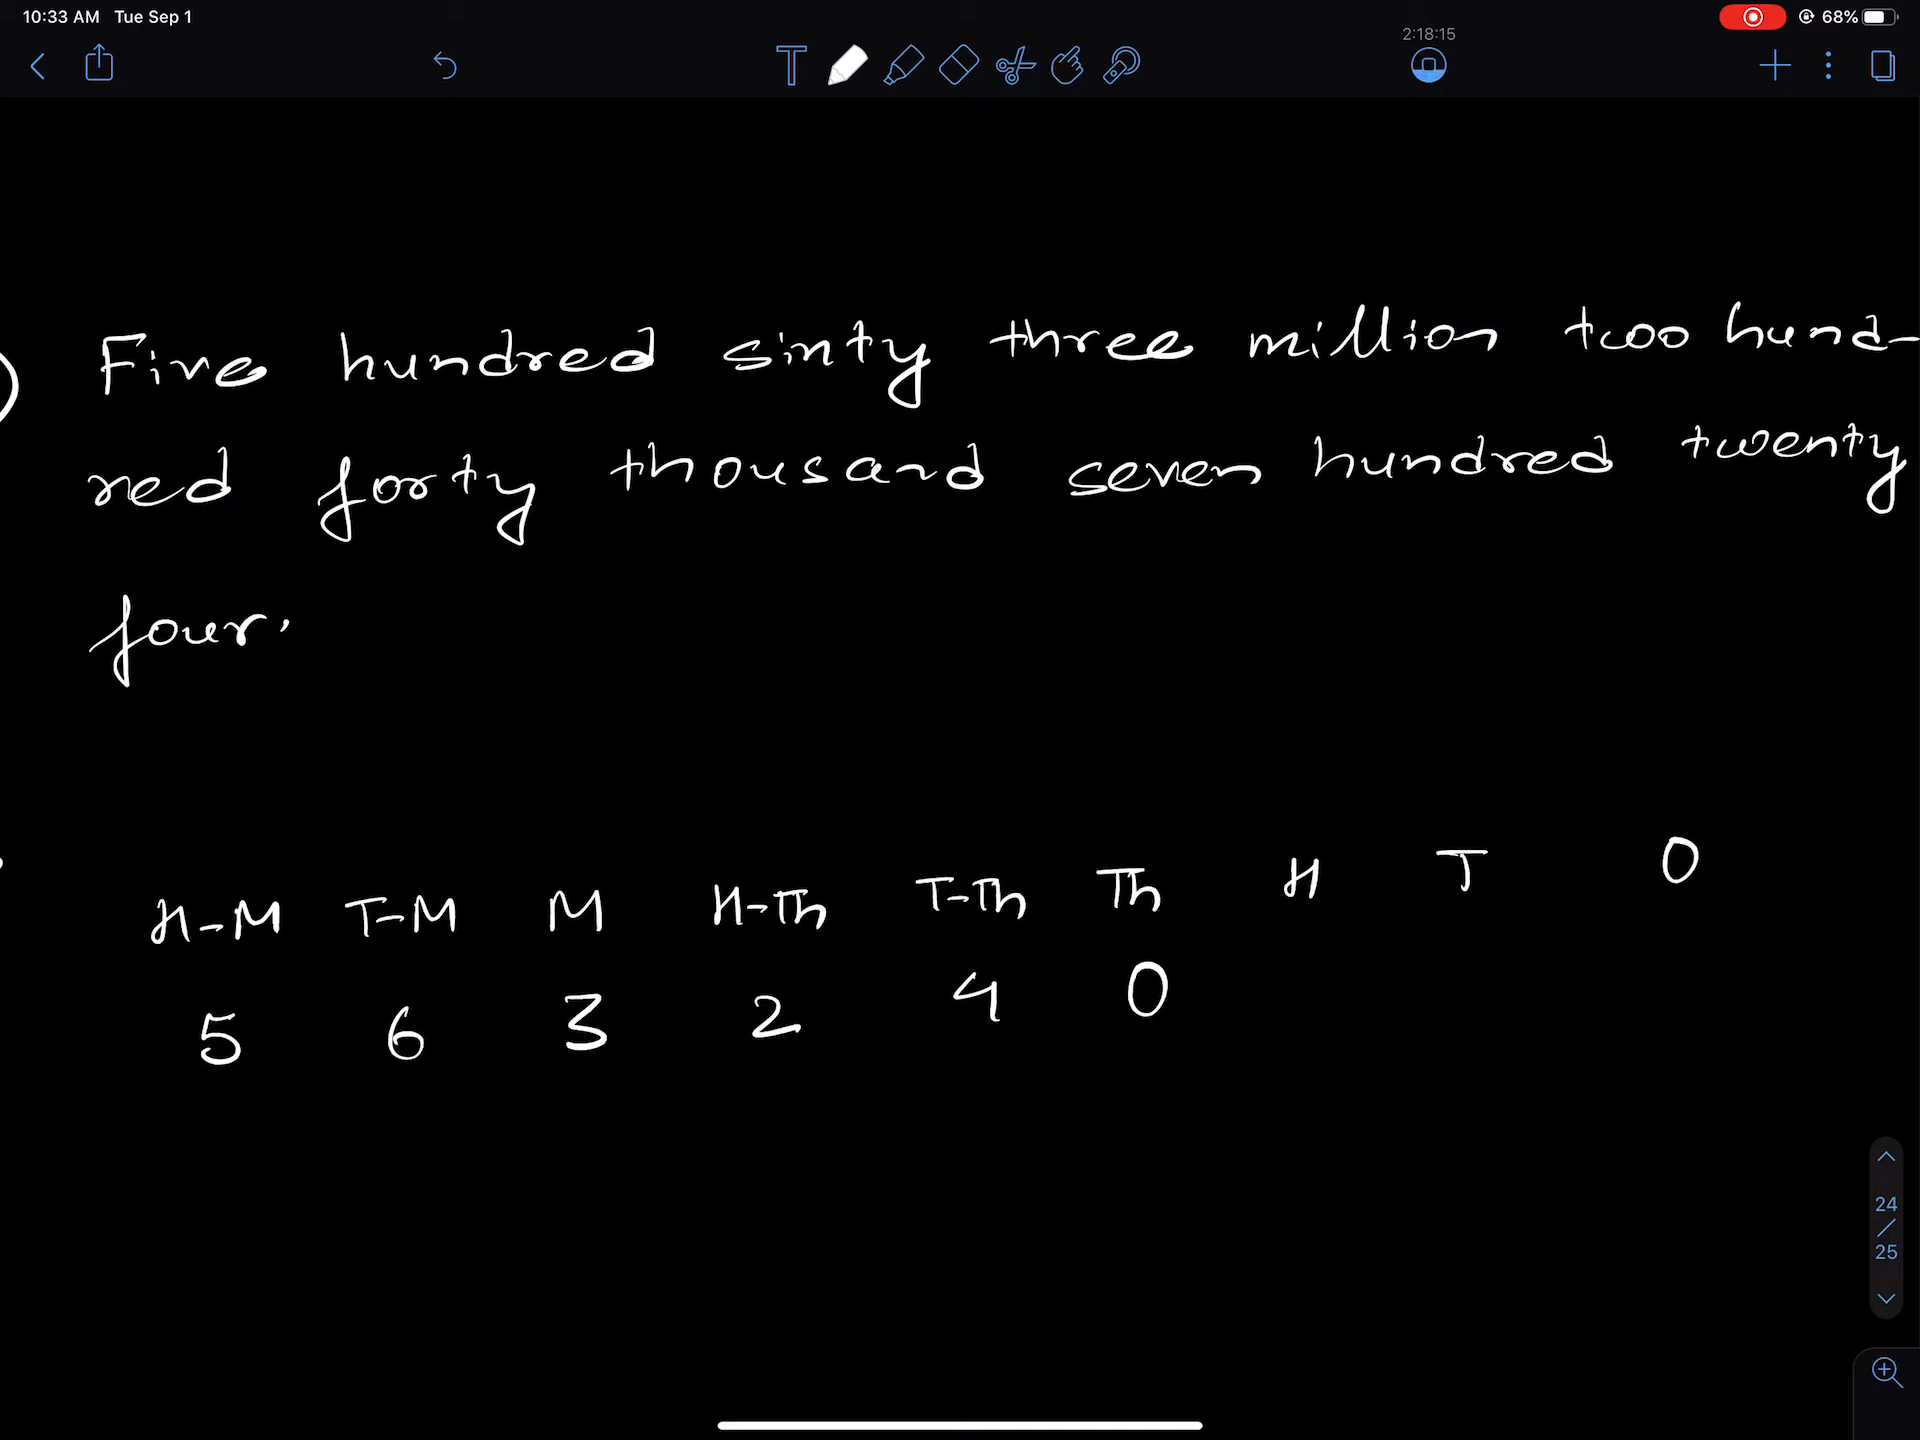 10:33 AM Tue Sep 1
68%
2:18:15
Five hundred sixty three million two hund-
red forty thousand seven hundred twenty
four.
H-M T-M M H-Th T-Th Th H T O
5 6 3 2 4 0
24
25